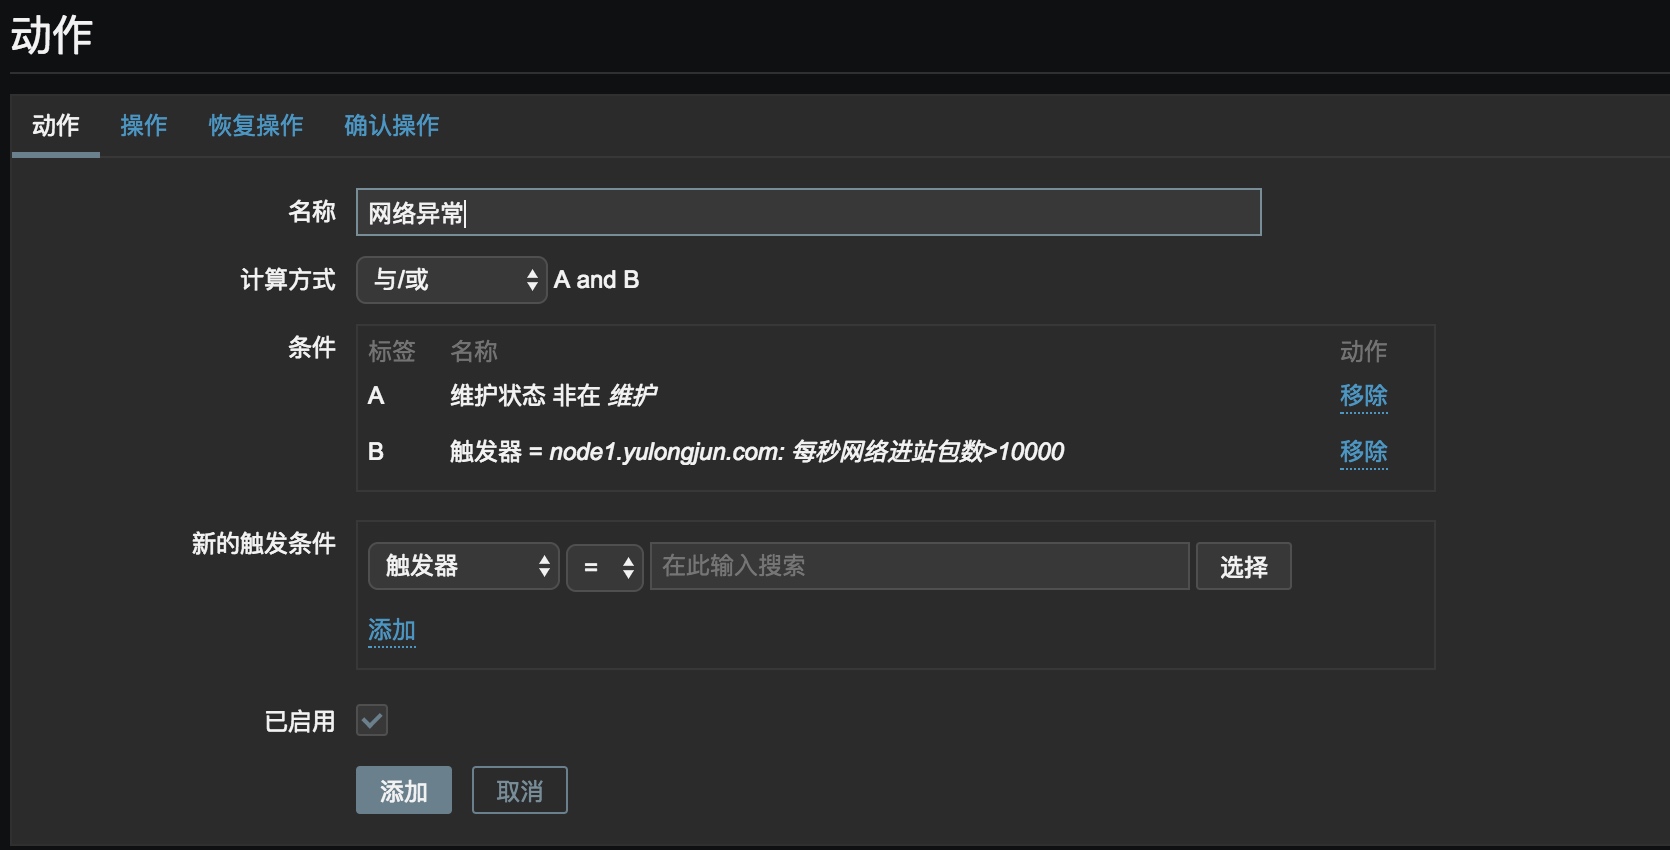 动作
动作 操作 恢复操作 确认操作
名称 网络异常
计算方式 与/或 A and B
条件 标签 名称 动作
A 维护状态 非在 维护 移除
B 触发器 = node1.yulongjun.com: 每秒网络进站包数>10000 移除
新的触发条件 触发器 = 在此输入搜索 选择
添加
已启用
添加 取消